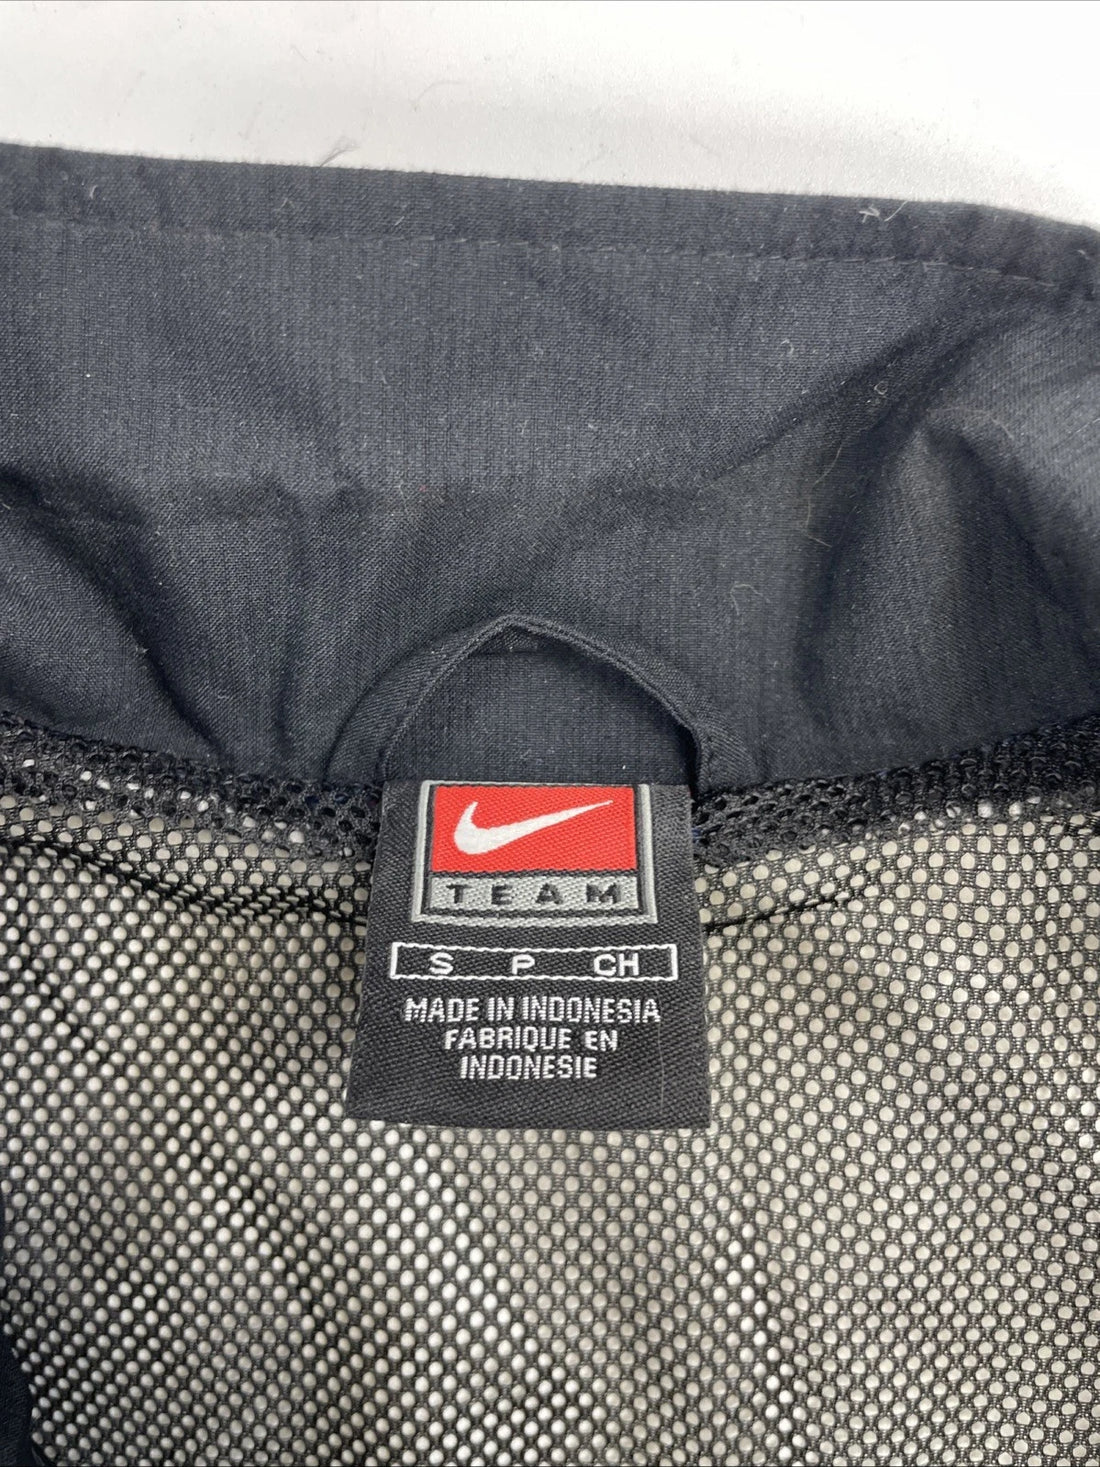 TEAM
S P CH
MADE IN INDONESIA
FABRIQUE EN
INDONESIE